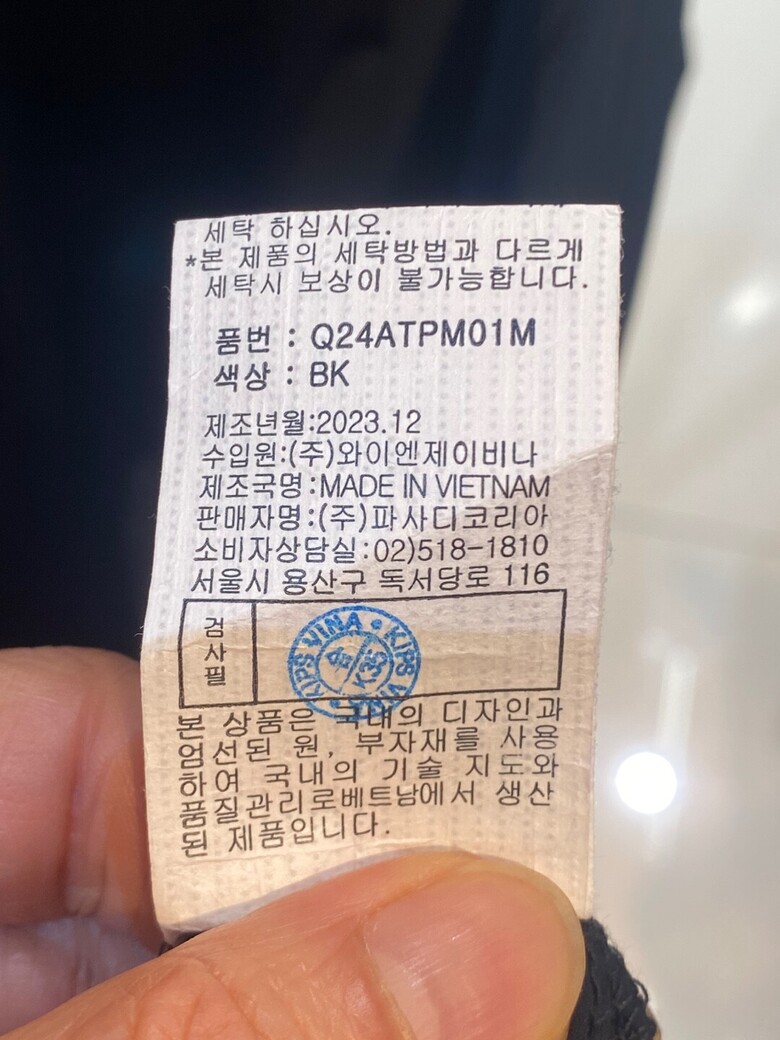 세탁 하십시오.
*본 제품의 세탁방법과 다르게
세탁시 보상이 불가능합니다.
품번 : Q24ATPM01M
색상 : BK
제조년월:2023.12
수입원:(주)와이엔제이비나
제조국명:MADE IN VIETNAM
판매자명:(주)파사디코리아
소비자상담실:02)518-1810
서울시 용산구 독서당로 116
검사필
KIPS VINA • KIPS VINA •
合
K35
본 상품은 국내의 디자인과
엄선된 원, 부자재를 사용
하여 국내의 기술 지도와
품질관리로베트남에서 생산
된 제품입니다.